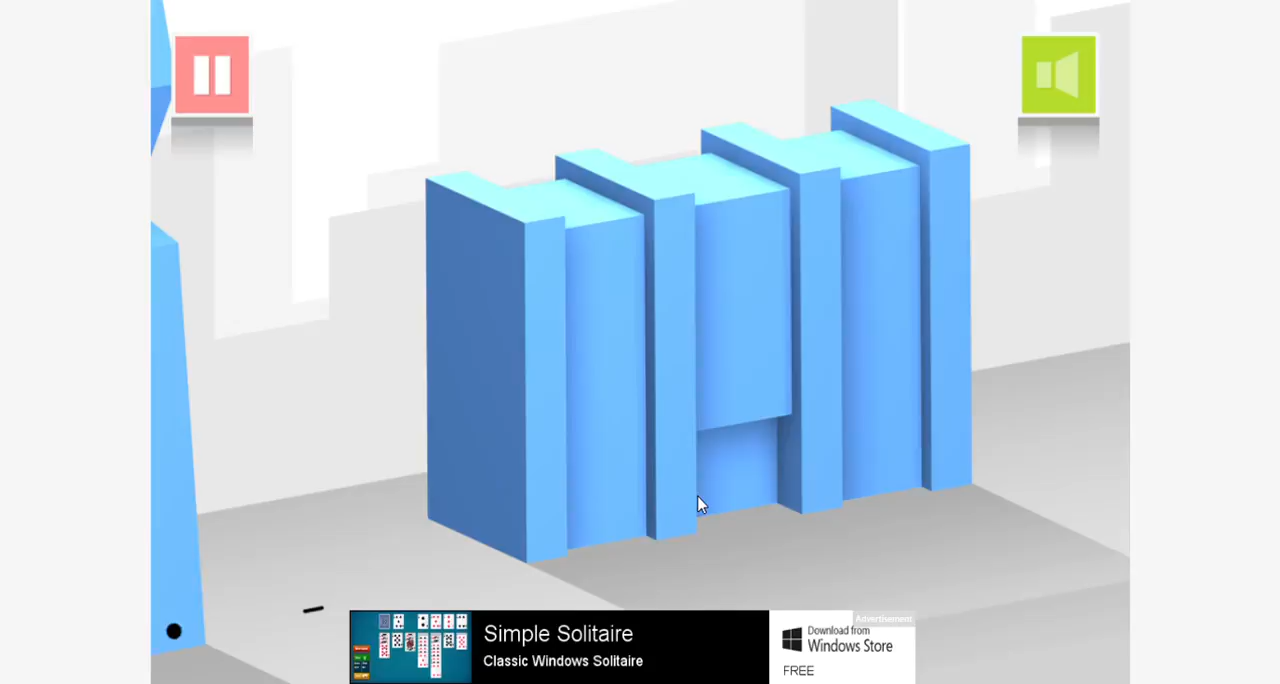 Advertisement
Simple Solitaire
Classic Windows Solitaire
Download from
Windows Store
FREE